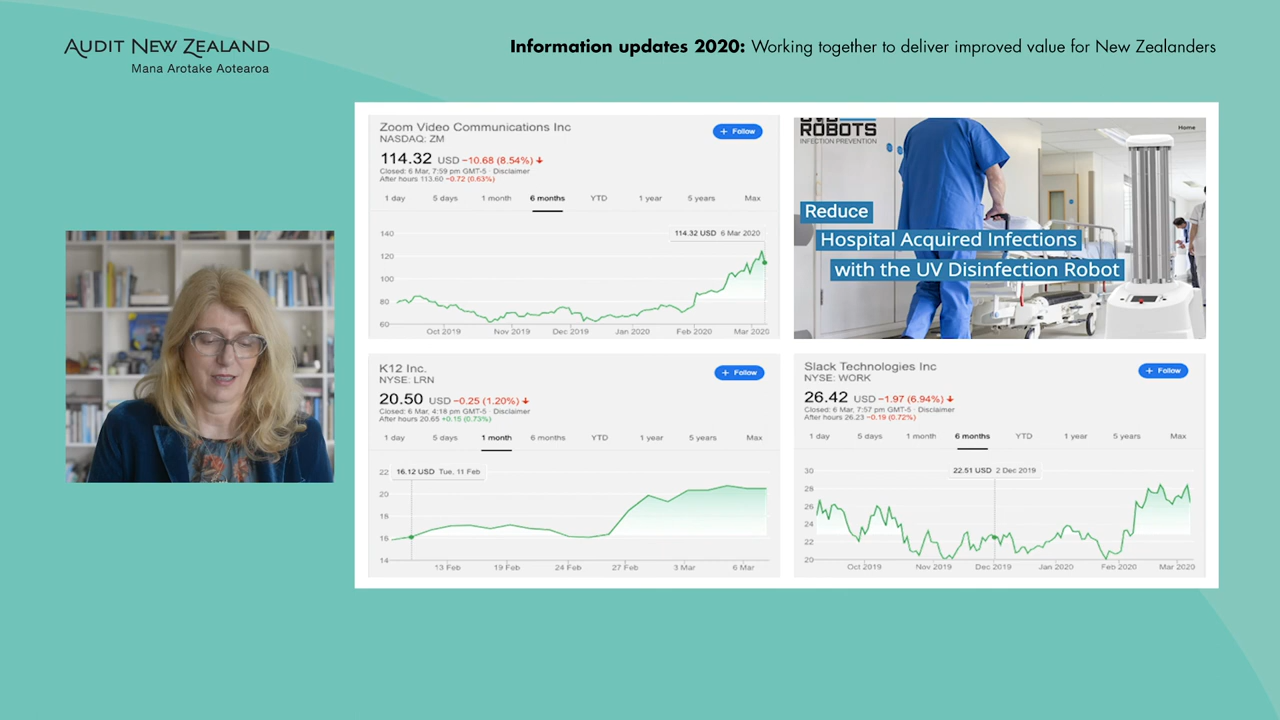 AUDIT NEW ZEALAND
Mana Arotake Aotearoa
Information updates 2020: Working together to deliver improved value for New Zealanders
Zoom Video Communications Inc
NASDAQ: ZM
+ Follow
114.32 USD −10.68 (8.54%)
Closed: 6 Mar, 7:59 pm GMT-5 · Disclaimer
After hours 113.60 −0.72 (0.63%)
1 day 5 days 1 month 6 months YTD 1 year 5 years Max
114.32 USD 6 Mar 2020
140
120
100
80
60
Oct 2019 Nov 2019 Dec 2019 Jan 2020 Feb 2020 Mar 2020
ROBOTS
INFECTION PREVENTION
Home
Reduce
Hospital Acquired Infections
with the UV Disinfection Robot
K12 Inc.
NYSE: LRN
+ Follow
20.50 USD −0.25 (1.20%)
Closed: 6 Mar, 4:18 pm GMT-5 · Disclaimer
After hours 20.65 +0.15 (0.73%)
1 day 5 days 1 month 6 months YTD 1 year 5 years Max
16.12 USD Tue, 11 Feb
22
20
18
16
14
13 Feb 19 Feb 24 Feb 27 Feb 3 Mar 6 Mar
Slack Technologies Inc
NYSE: WORK
+ Follow
26.42 USD −1.97 (6.94%)
Closed: 6 Mar, 7:57 pm GMT-5 · Disclaimer
After hours 26.23 −0.19 (0.72%)
1 day 5 days 1 month 6 months YTD 1 year 5 years Max
22.51 USD 2 Dec 2019
30
28
26
24
22
20
Oct 2019 Nov 2019 Dec 2019 Jan 2020 Feb 2020 Mar 2020